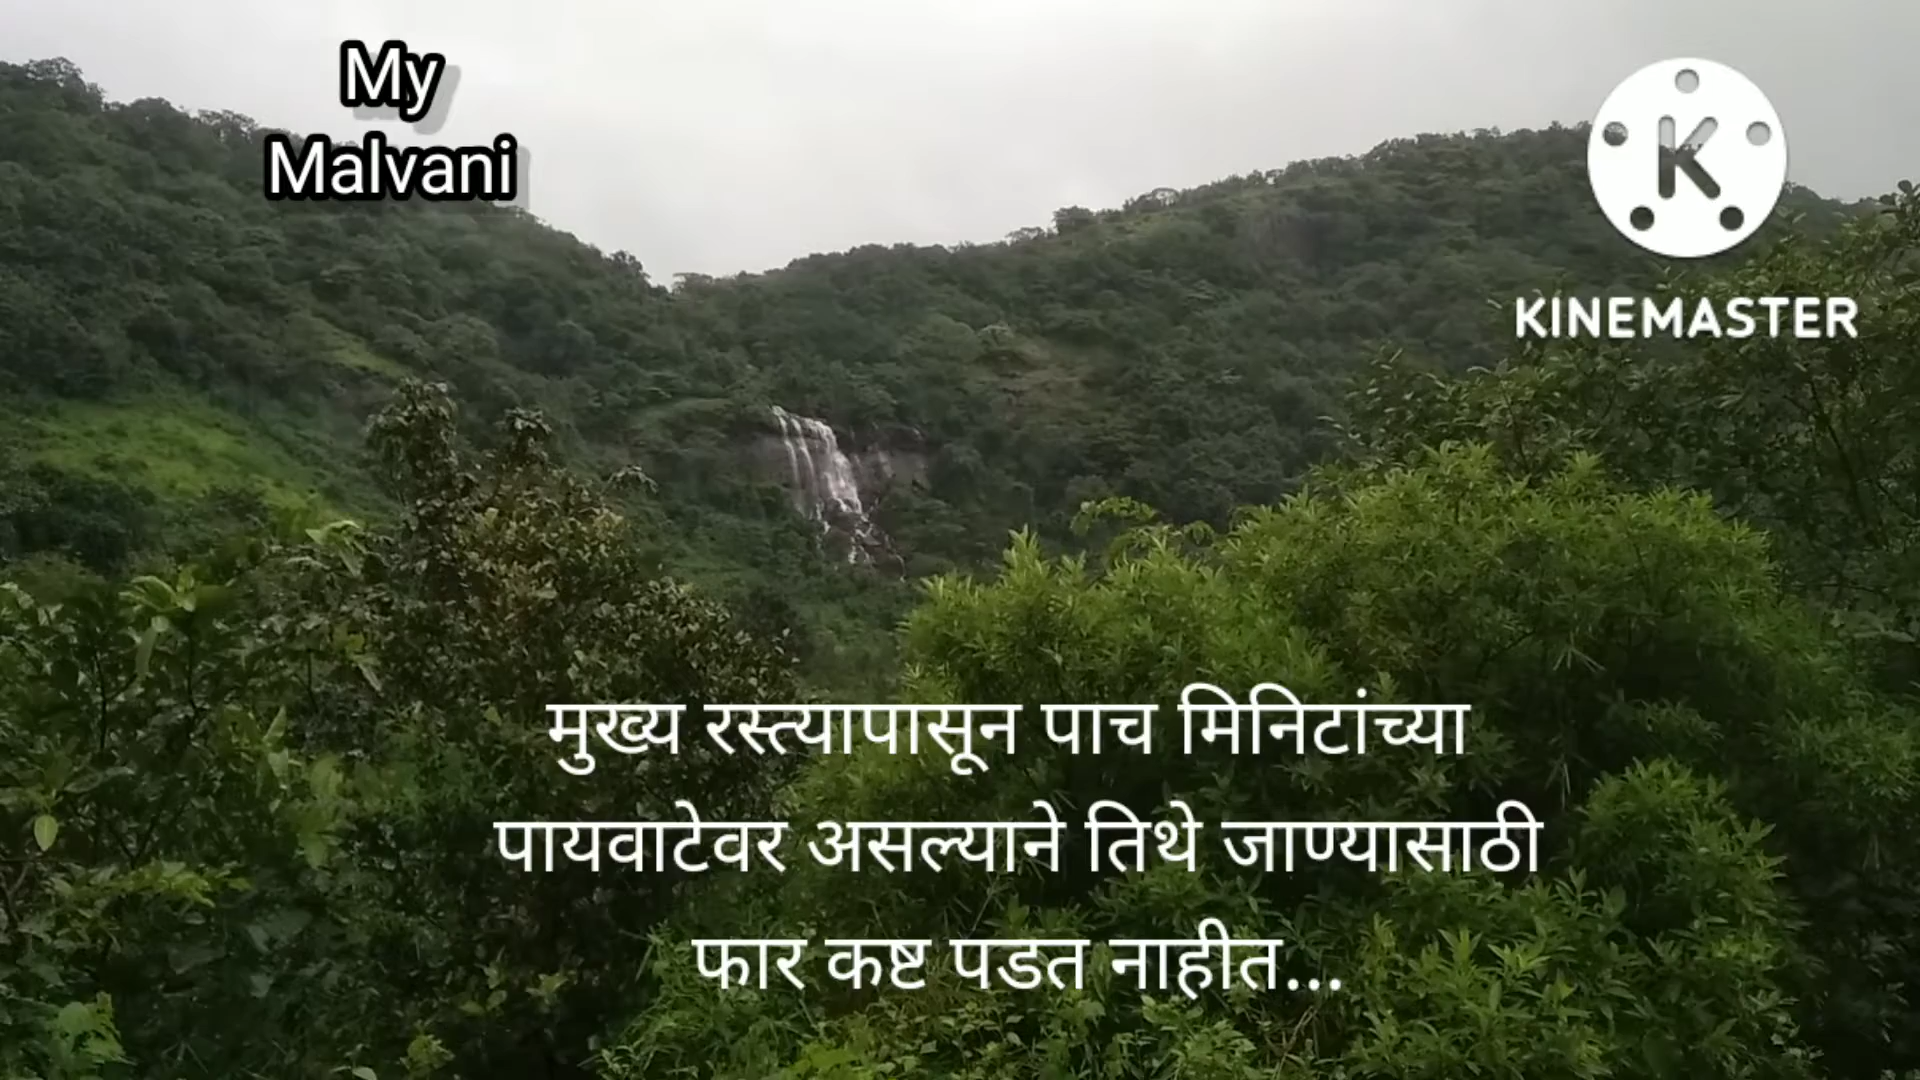 My
Malvani
K
KINEMASTER
मुख्य रस्त्यापासून पाच मिनिटांच्या
पायवाटेवर असल्याने तिथे जाण्यासाठी
फार कष्ट पडत नाहीत...